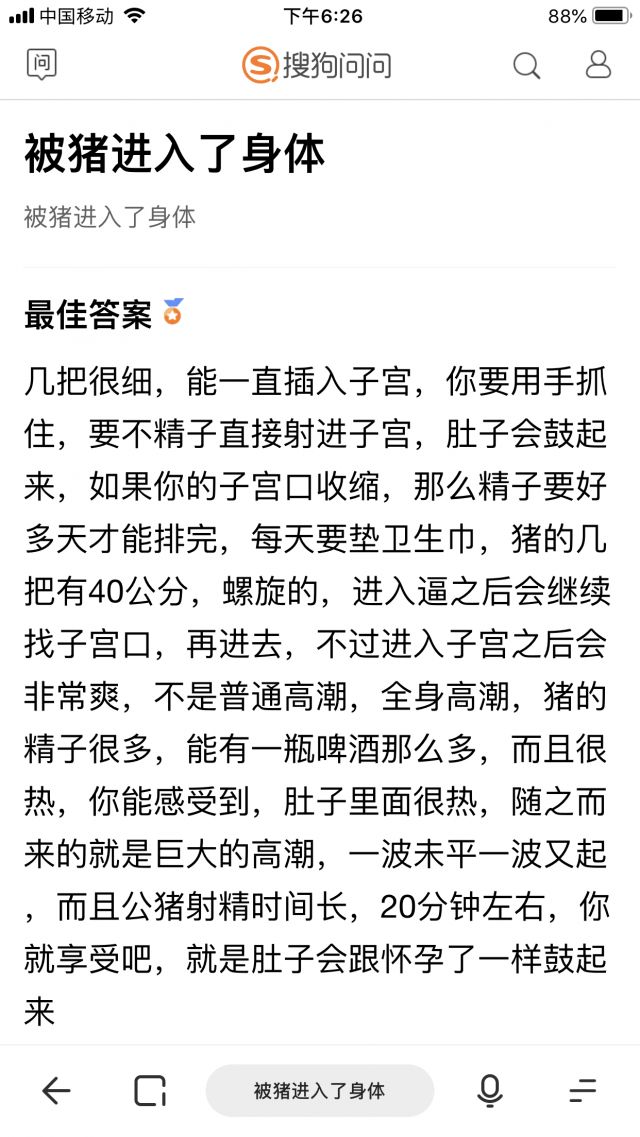 中国移动 下午6:26 88%
问 S 搜狗问问
被猪进入了身体
被猪进入了身体
最佳答案
几把很细，能一直插入子宫，你要用手抓
住，要不精子直接射进子宫，肚子会鼓起
来，如果你的子宫口收缩，那么精子要好
多天才能排完，每天要垫卫生巾，猪的几
把有40公分，螺旋的，进入逼之后会继续
找子宫口，再进去，不过进入子宫之后会
非常爽，不是普通高潮，全身高潮，猪的
精子很多，能有一瓶啤酒那么多，而且很
热，你能感受到，肚子里面很热，随之而
来的就是巨大的高潮，一波未平一波又起
，而且公猪射精时间长，20分钟左右，你
就享受吧，就是肚子会跟怀孕了一样鼓起
来
被猪进入了身体